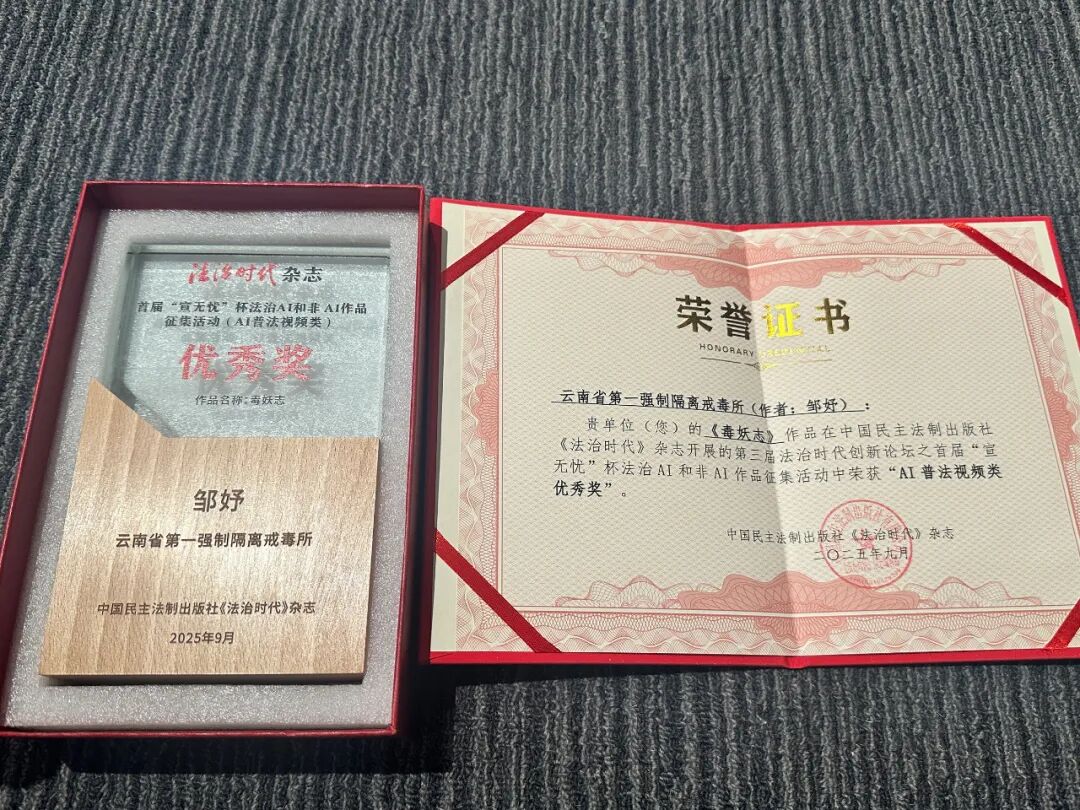 法治时代杂志
首届“宣无忧”杯法治AI和非AI作品
征集活动（AI普法视频类）
优秀奖
作品名称:毒妖志
邹妤
云南省第一强制隔离戒毒所
中国民主法制出版社《法治时代》杂志
2025年9月
荣誉证书
HONORARY CREDENTIAL
云南省第一强制隔离戒毒所（作者：邹妤）：
贵单位（您）的《毒妖志》作品在中国民主法制出版社
《法治时代》杂志开展的第三届法治时代创新论坛之首届“宣
无忧”杯法治AI和非AI作品征集活动中荣获“AI普法视频类
优秀奖”。
中国民主法制出版社《法治时代》杂志
二〇二五年九月